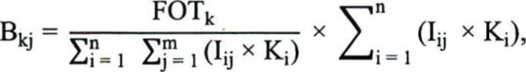 B_kj = FOT_k / (∑_{i = 1}^{n} ∑_{j = 1}^{m} (I_ij × K_i)) × ∑_{i = 1}^{n} (I_ij × K_i),